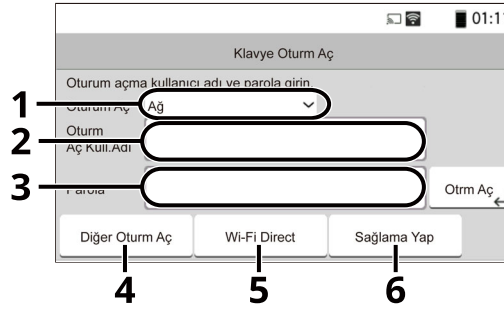 01:1
Klavye Oturm Aç
Oturum açma kullanıcı adı ve parola girin.
1 Oturum Aç Ağ
2 Oturm
Aç Kull.Adı
3 Parola
Otrm Aç
Diğer Oturm Aç Wi-Fi Direct Sağlama Yap
4 5 6